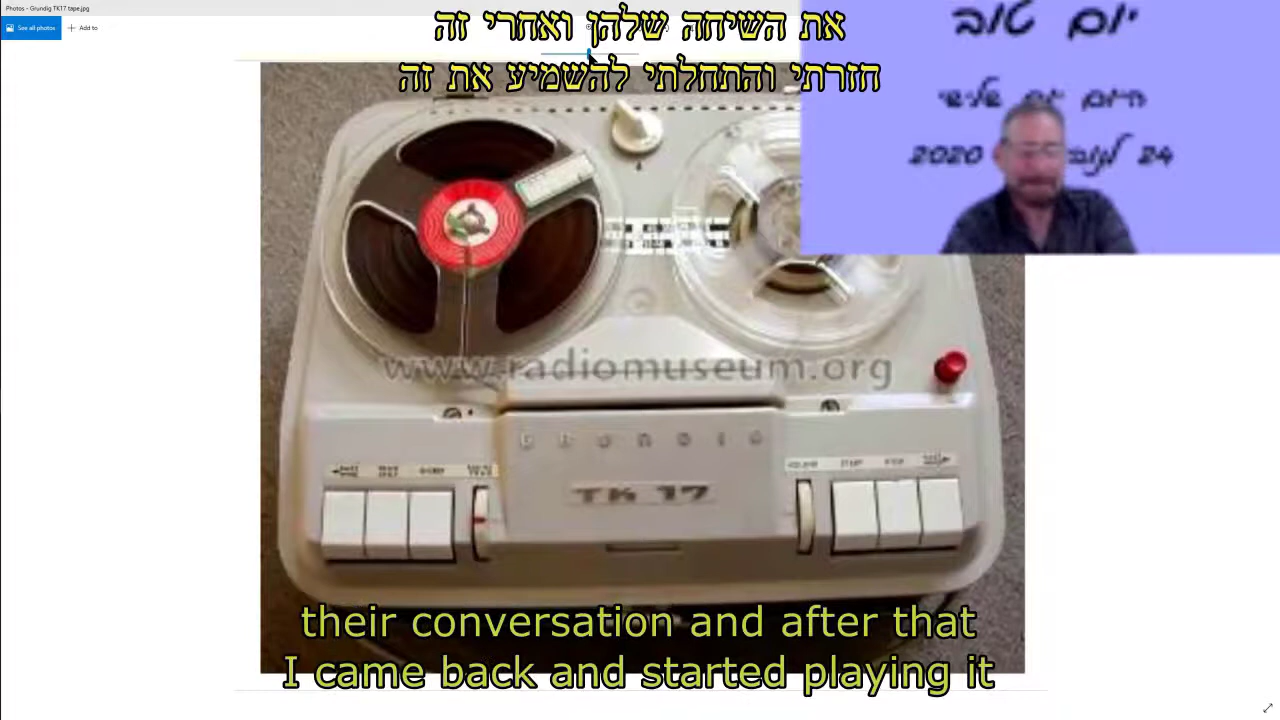 Photos - Grundig TK17 tape.jpg
See all photos
Add to
את השיחה שלהן ואחרי זה
חזרתי והתחלתי להשמיע את זה
יום טוב
היום יום שלישי
24 2020
www.radiomuseum.org
GRUNDIG
TK 17
their conversation and after that
I came back and started playing it